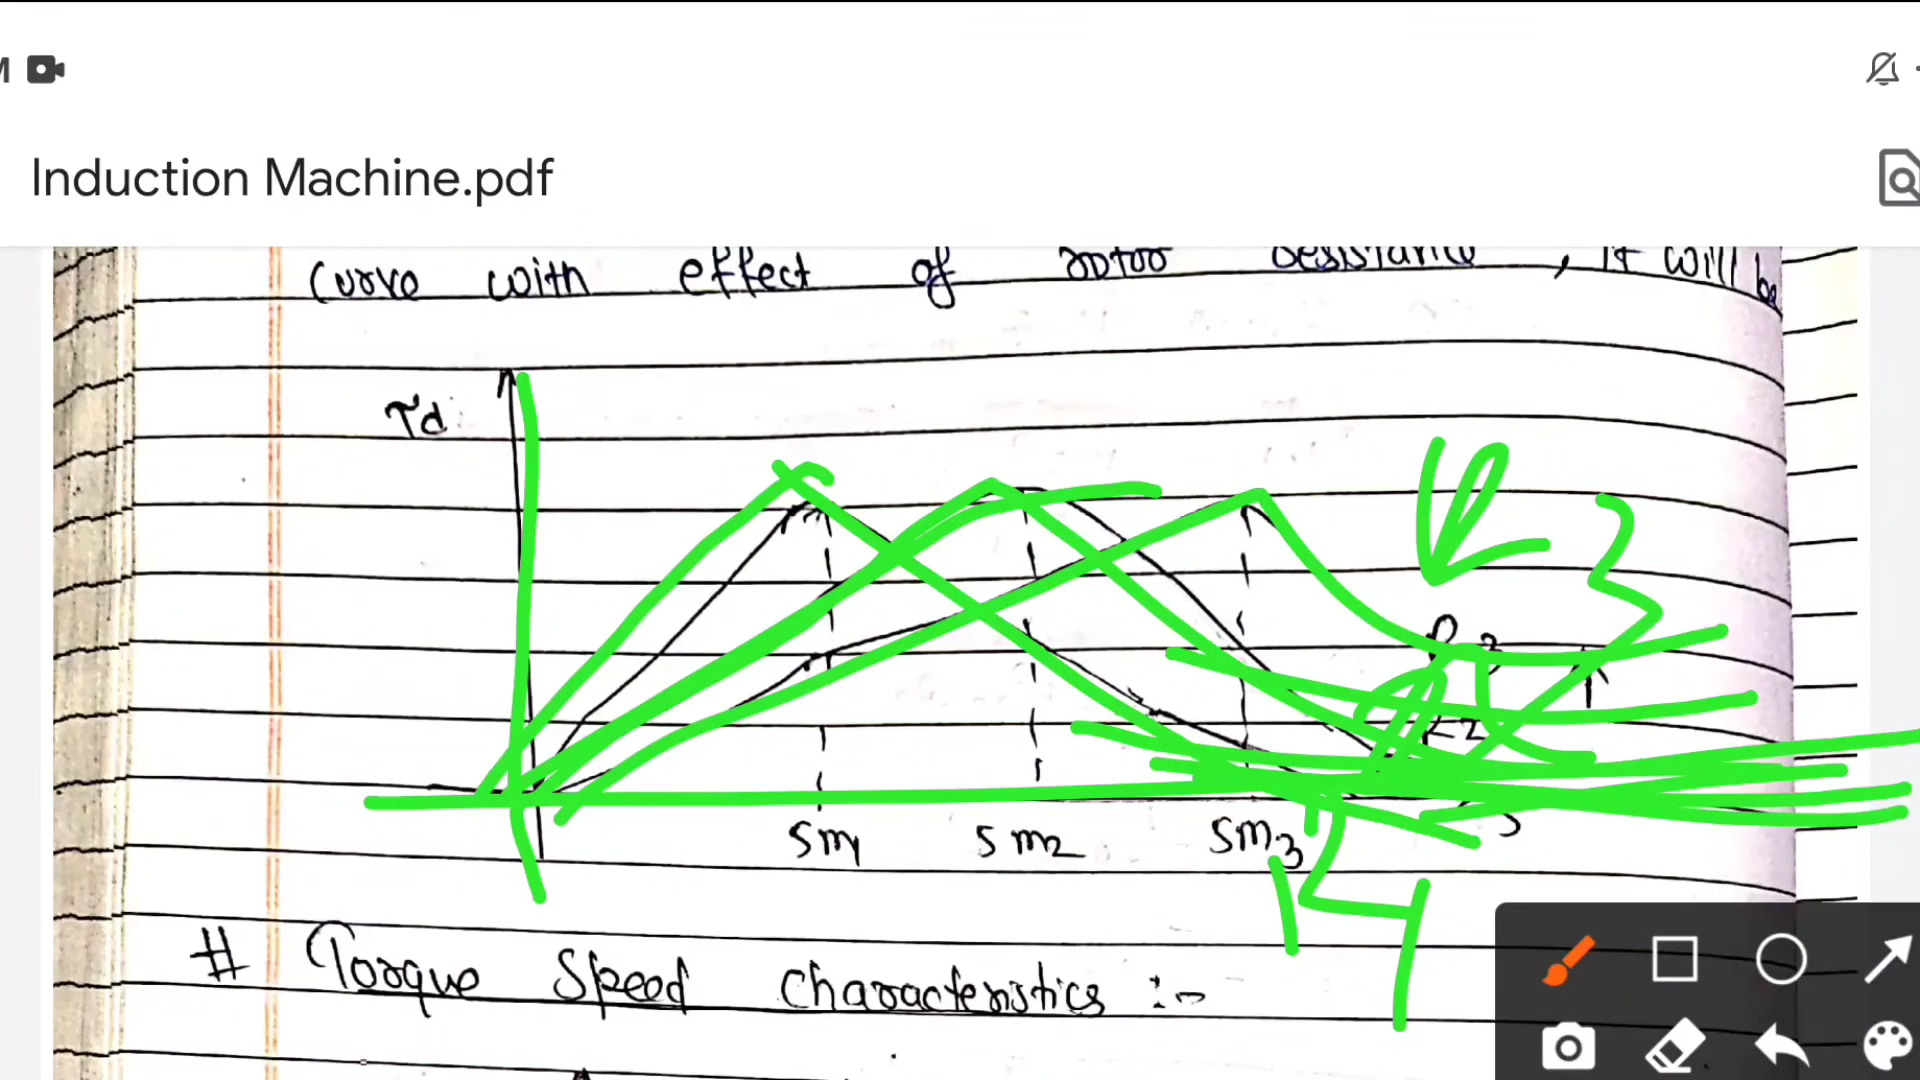 M
Induction Machine.pdf
Curve with effect of rotor resistance, it will be
Td
R2
S
Sm1 Sm2 Sm3
# Torque Speed Characteristics :-